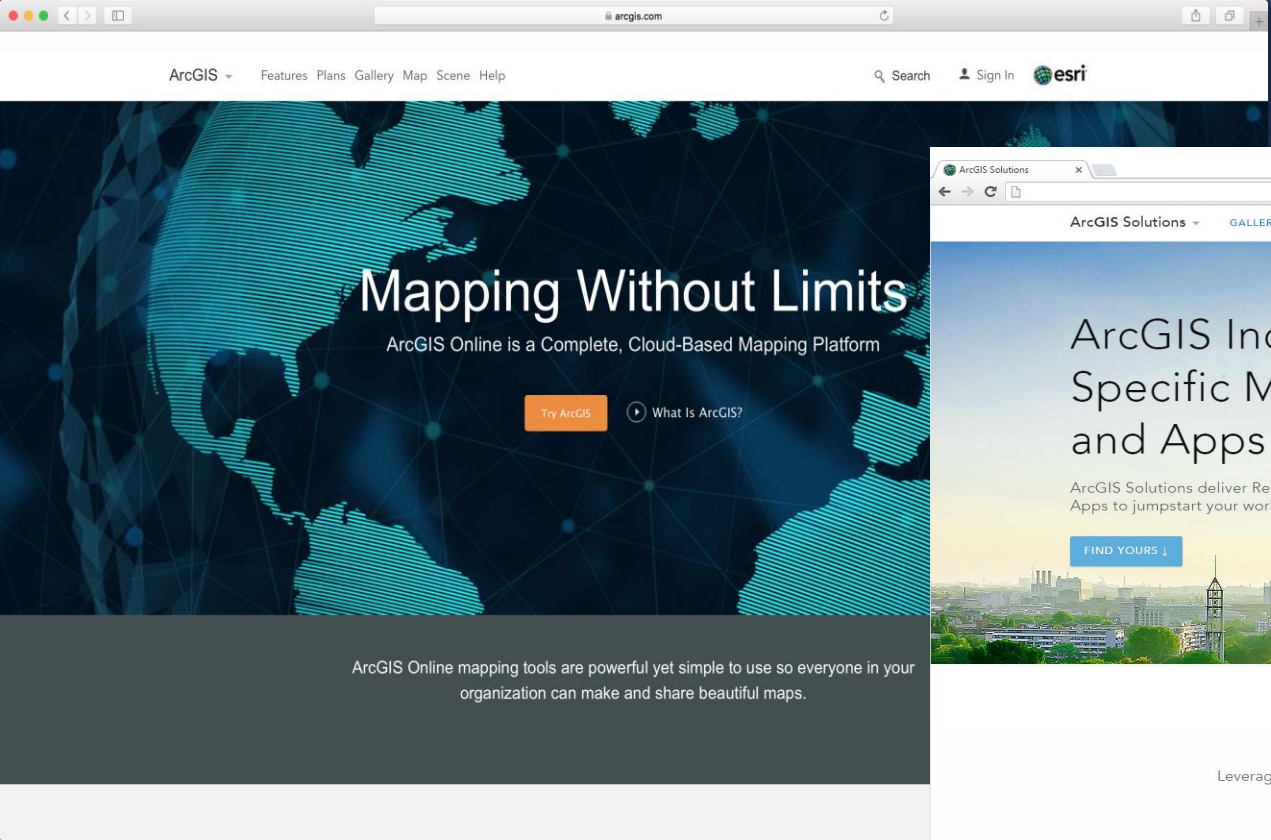 arcgis.com
ArcGIS
Features Plans Gallery Map Scene Help
Search
Sign In
esri
Mapping Without Limits
ArcGIS Online is a Complete, Cloud-Based Mapping Platform
Try ArcGIS
What Is ArcGIS?
ArcGIS Online mapping tools are powerful yet simple to use so everyone in your
organization can make and share beautiful maps.
ArcGIS Solutions
ArcGIS Solutions
GALLER
ArcGIS Ind
Specific M
and Apps
ArcGIS Solutions deliver Re
Apps to jumpstart your wor
FIND YOURS ↓
Leverag